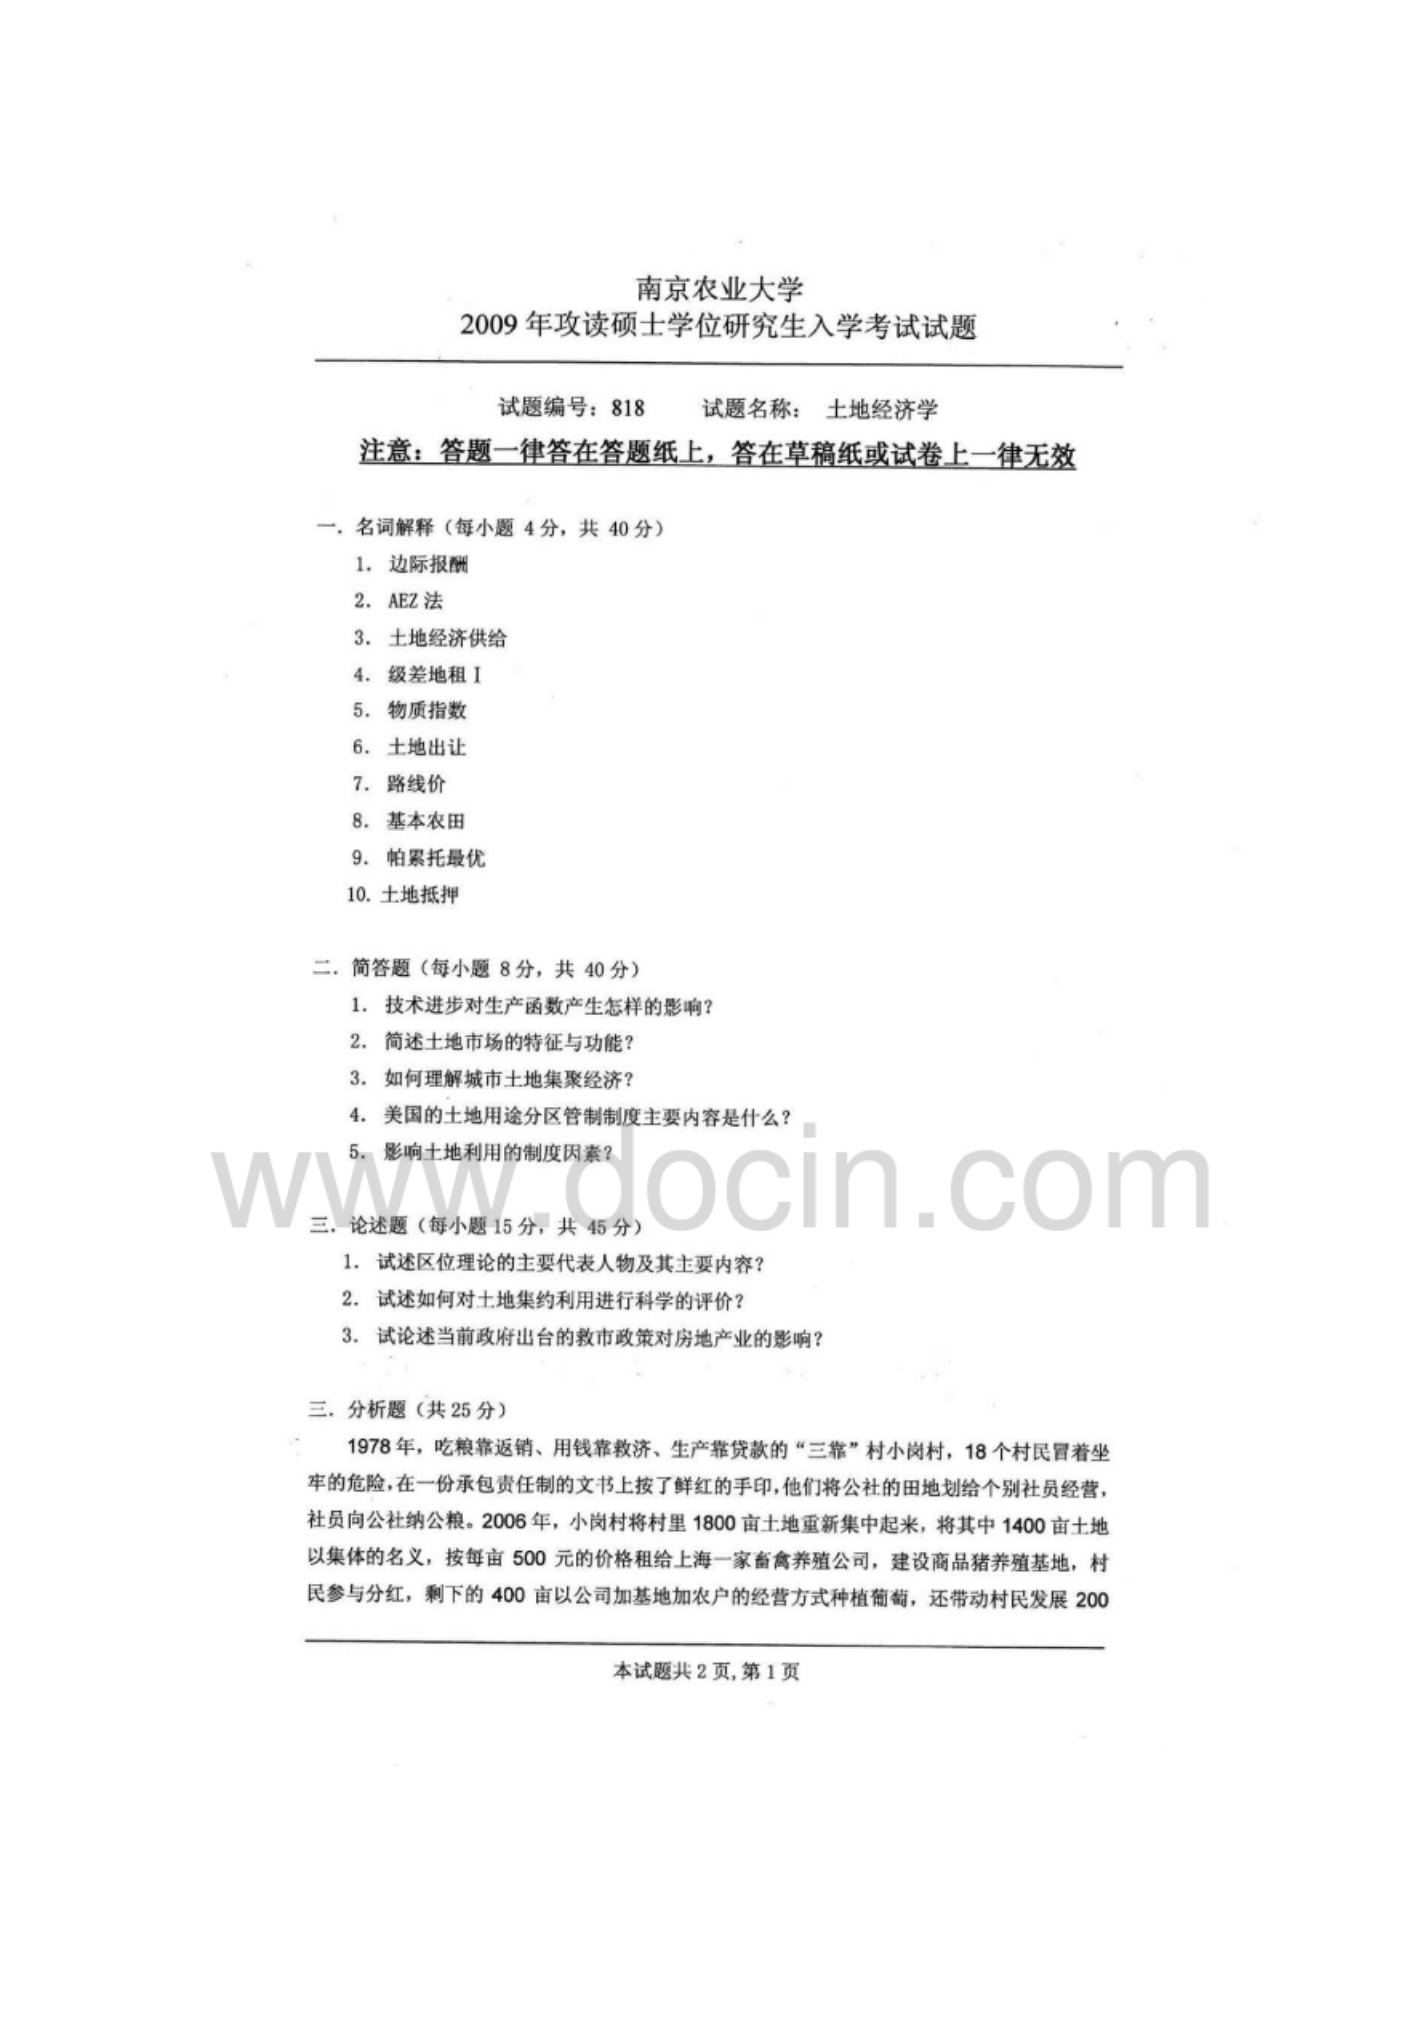 南京农业大学
2009 年攻读硕士学位研究生入学考试试题
试题编号：818 试题名称： 土地经济学
注意：答题一律答在答题纸上，答在草稿纸或试卷上一律无效
一．名词解释（每小题 4 分，共 40 分）
1． 边际报酬
2． AEZ 法
3． 土地经济供给
4． 级差地租Ⅰ
5． 物质指数
6． 土地出让
7． 路线价
8． 基本农田
9． 帕累托最优
10. 土地抵押
二．简答题（每小题 8 分，共 40 分）
1． 技术进步对生产函数产生怎样的影响？
2． 简述土地市场的特征与功能？
3． 如何理解城市土地集聚经济？
4． 美国的土地用途分区管制制度主要内容是什么？
5． 影响土地利用的制度因素？
www.docin.com
三．论述题（每小题 15 分，共 45 分）
1． 试述区位理论的主要代表人物及其主要内容？
2． 试述如何对土地集约利用进行科学的评价？
3． 试论述当前政府出台的救市政策对房地产业的影响？
三．分析题（共 25 分）
1978 年，吃粮靠返销、用钱靠救济、生产靠贷款的“三靠”村小岗村，18 个村民冒着坐
牢的危险，在一份承包责任制的文书上按了鲜红的手印，他们将公社的田地划给个别社员经营，
社员向公社纳公粮。2006 年，小岗村将村里 1800 亩土地重新集中起来，将其中 1400 亩土地
以集体的名义，按每亩 500 元的价格租给上海一家畜禽养殖公司，建设商品猪养殖基地，村
民参与分红，剩下的 400 亩以公司加基地加农户的经营方式种植葡萄，还带动村民发展 200
本试题共 2 页, 第 1 页